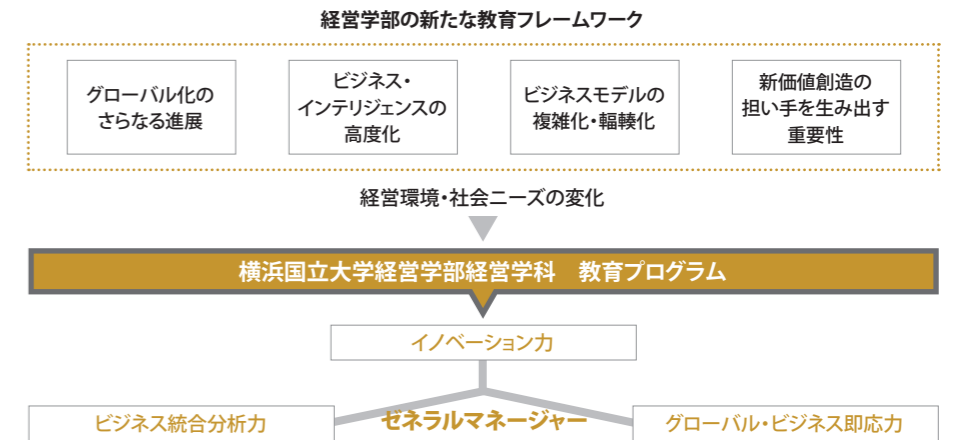 経営学部の新たな教育フレームワーク
グローバル化の
さらなる進展
ビジネス・
インテリジェンスの
高度化
ビジネスモデルの
複雑化・輻輳化
新価値創造の
担い手を生み出す
重要性
経営環境・社会ニーズの変化
横浜国立大学経営学部経営学科　教育プログラム
イノベーション力
ビジネス統合分析力
ゼネラルマネージャー
グローバル・ビジネス即応力